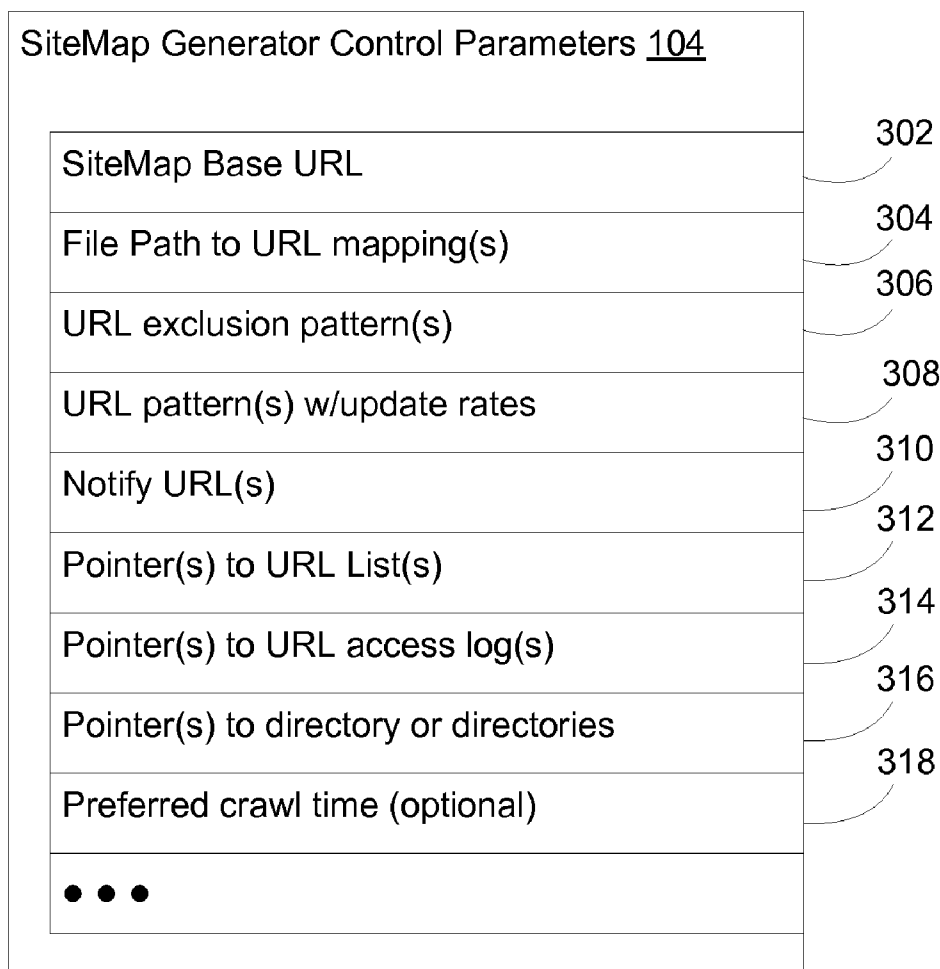 SiteMap Generator Control Parameters 104
302
SiteMap Base URL
304
File Path to URL mapping(s)
306
URL exclusion pattern(s)
308
URL pattern(s) w/update rates
310
Notify URL(s)
312
Pointer(s) to URL List(s)
314
Pointer(s) to URL access log(s)
316
Pointer(s) to directory or directories
318
Preferred crawl time (optional)
• • •